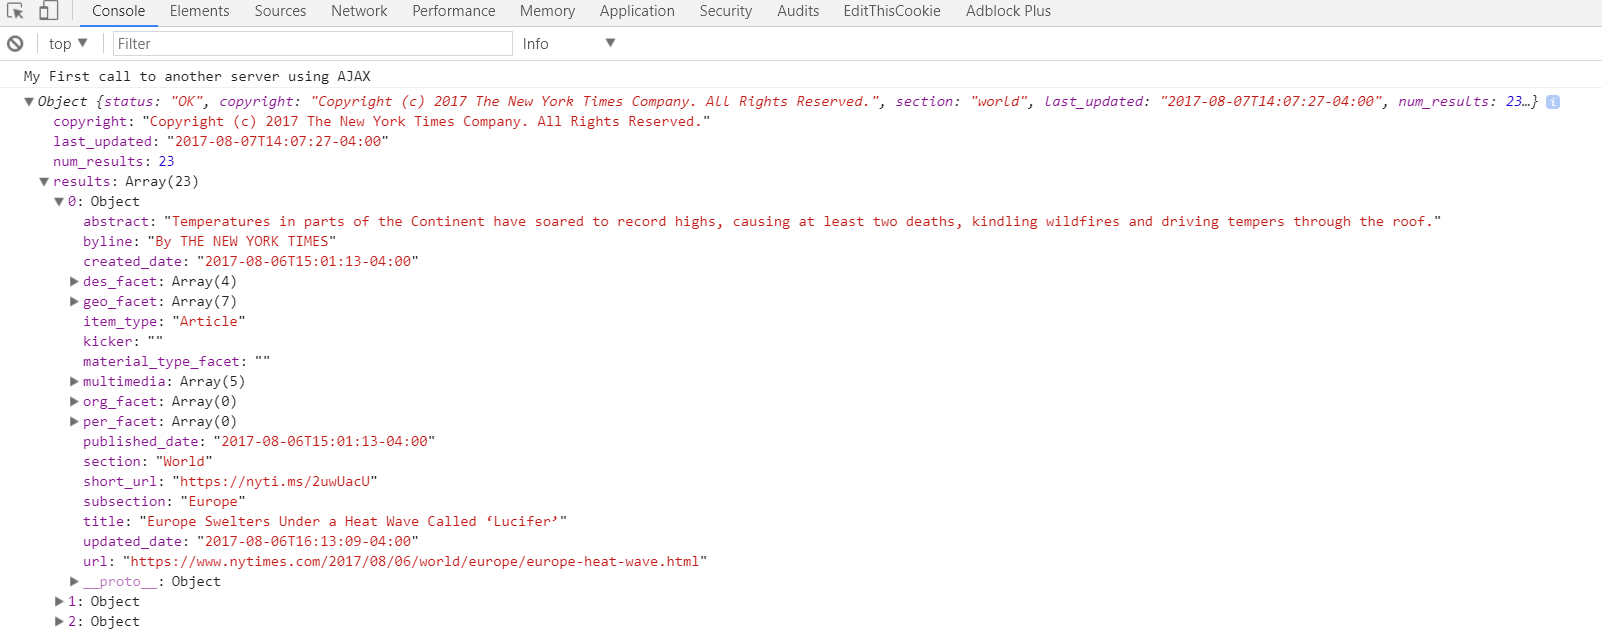 Console Elements Sources Network Performance Memory Application Security Audits EditThisCookie Adblock Plus
top Filter Info
My First call to another server using AJAX
Object {status: "OK", copyright: "Copyright (c) 2017 The New York Times Company. All Rights Reserved.", section: "world", last_updated: "2017-08-07T14:07:27-04:00", num_results: 23…} i
copyright: "Copyright (c) 2017 The New York Times Company. All Rights Reserved."
last_updated: "2017-08-07T14:07:27-04:00"
num_results: 23
results: Array(23)
0: Object
abstract: "Temperatures in parts of the Continent have soared to record highs, causing at least two deaths, kindling wildfires and driving tempers through the roof."
byline: "By THE NEW YORK TIMES"
created_date: "2017-08-06T15:01:13-04:00"
des_facet: Array(4)
geo_facet: Array(7)
item_type: "Article"
kicker: ""
material_type_facet: ""
multimedia: Array(5)
org_facet: Array(0)
per_facet: Array(0)
published_date: "2017-08-06T15:01:13-04:00"
section: "World"
short_url: "https://nyti.ms/2uwUacU"
subsection: "Europe"
title: "Europe Swelters Under a Heat Wave Called ‘Lucifer’"
updated_date: "2017-08-06T16:13:09-04:00"
url: "https://www.nytimes.com/2017/08/06/world/europe/europe-heat-wave.html"
__proto__: Object
1: Object
2: Object